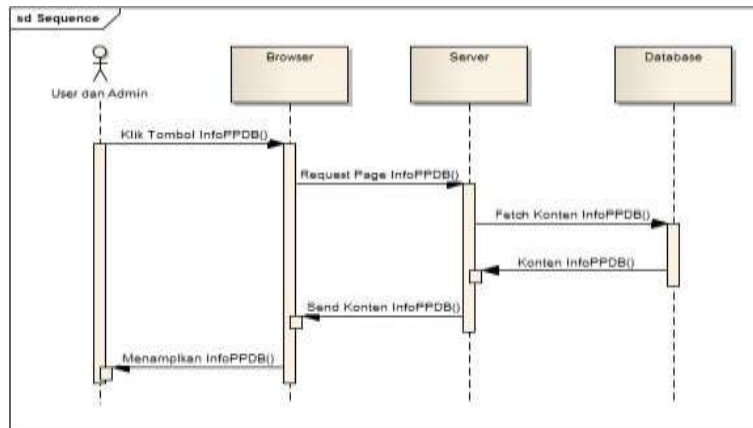 sd Sequence
Browser
Server
Database
User dan Admin
Klik Tombol InfoPPDB()
Request Page InfoPPDB()
Fetch Konten InfoPPDB()
Konten InfoPPDB()
Send Konten InfoPPDB()
Menamplkan InfoPPDB()